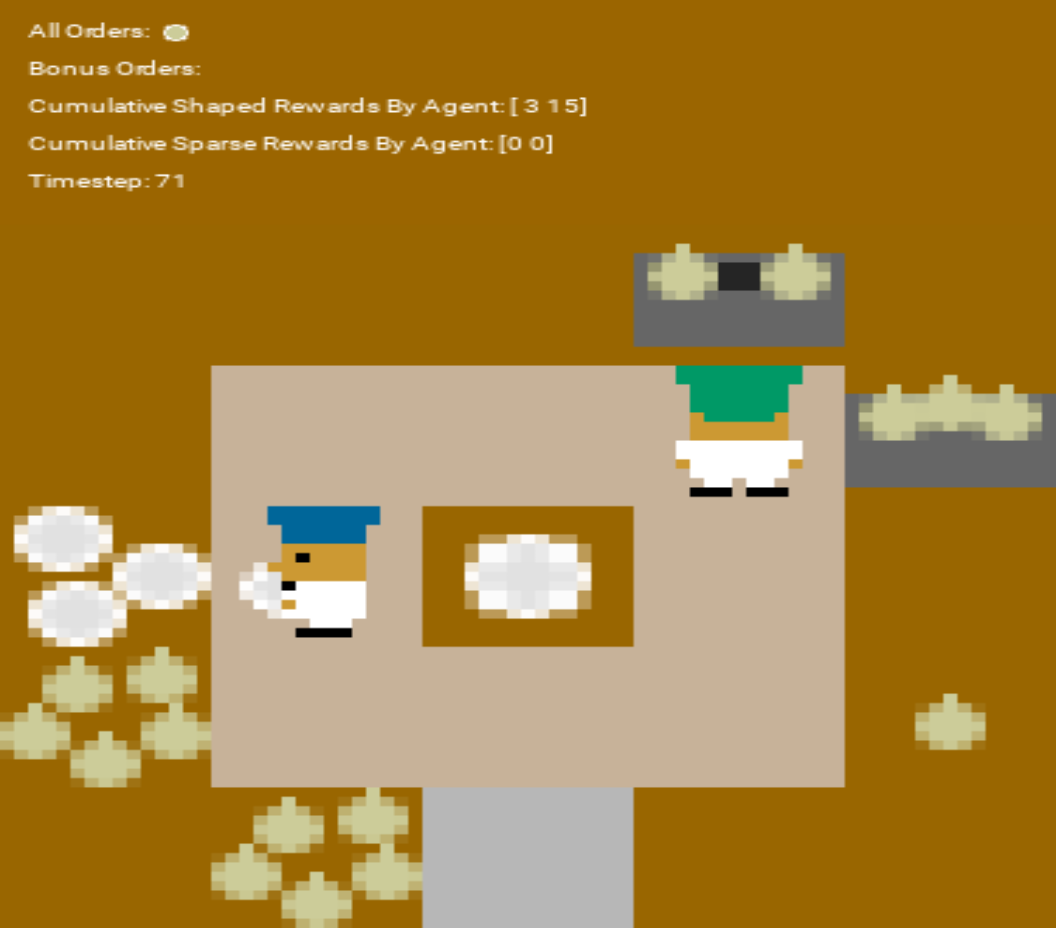 All Orders:
Bonus Orders:
Cumulative Shaped Rewards By Agent: [ 3 15]
Cumulative Sparse Rewards By Agent: [0 0]
Timestep: 71